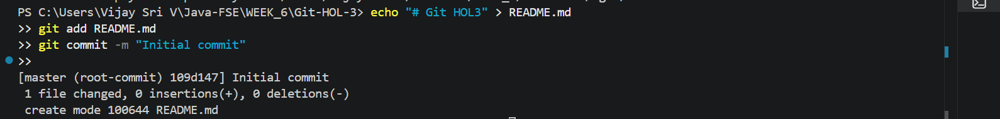 PS C:\Users\Vijay Sri V\Java-FSE\WEEK_6\Git-HOL-3> echo "# Git HOL3" > README.md
>> git add README.md
>> git commit -m "Initial commit"
>>
[master (root-commit) 109d147] Initial commit
 1 file changed, 0 insertions(+), 0 deletions(-)
 create mode 100644 README.md